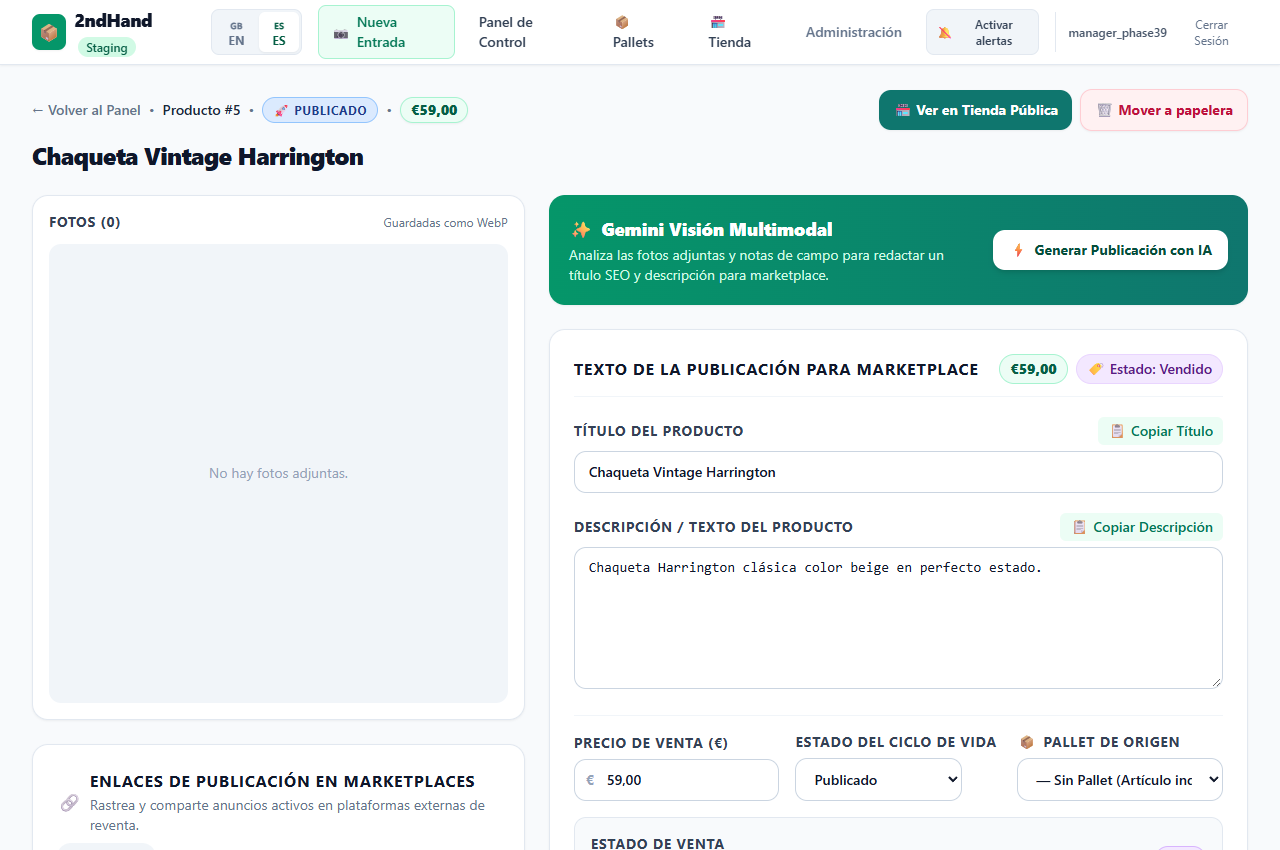 2ndHand
Staging
GB
EN
ES
ES
Nueva
Entrada
Panel de
Control
Pallets
Tienda
Administración
Activar
alertas
manager_phase39
Cerrar
Sesión
← Volver al Panel • Producto #5 • PUBLICADO • €59,00
Ver en Tienda Pública
Mover a papelera
Chaqueta Vintage Harrington
FOTOS (0)
Guardadas como WebP
No hay fotos adjuntas.
ENLACES DE PUBLICACIÓN EN MARKETPLACES
Rastrea y comparte anuncios activos en plataformas externas de
reventa.
Gemini Visión Multimodal
Analiza las fotos adjuntas y notas de campo para redactar un
título SEO y descripción para marketplace.
Generar Publicación con IA
TEXTO DE LA PUBLICACIÓN PARA MARKETPLACE
€59,00
Estado: Vendido
TÍTULO DEL PRODUCTO
Copiar Título
Chaqueta Vintage Harrington
DESCRIPCIÓN / TEXTO DEL PRODUCTO
Copiar Descripción
Chaqueta Harrington clásica color beige en perfecto estado.
PRECIO DE VENTA (€)
€ 59,00
ESTADO DEL CICLO DE VIDA
Publicado
PALLET DE ORIGEN
— Sin Pallet (Artículo inc
ESTADO DE VENTA